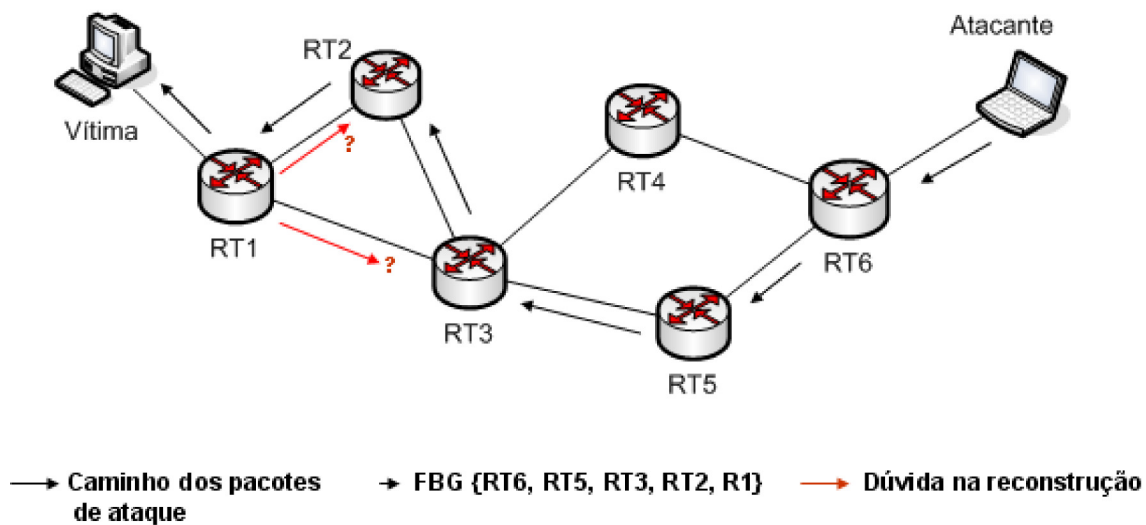 Atacante
RT2
Vítima
?
RT4
RT1
?
RT6
RT3
RT5
Caminho dos pacotes
de ataque
FBG {RT6, RT5, RT3, RT2, R1}
Dúvida na reconstrução